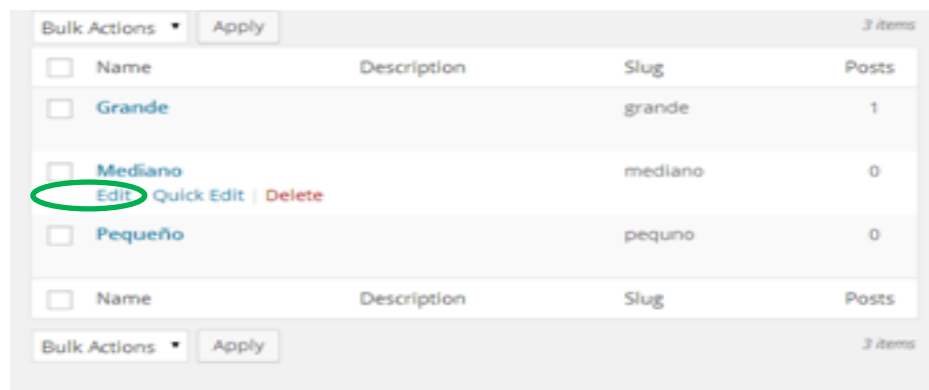 Bulk Actions Apply 3 items
Name Description Slug Posts
Grande grande 1
Mediano mediano 0
Edit Quick Edit | Delete
Pequeño pequno 0
Name Description Slug Posts
Bulk Actions Apply 3 items